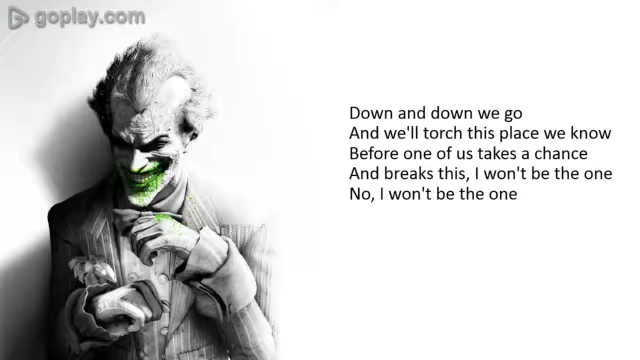 goplay.com
Down and down we go
And we'll torch this place we know
Before one of us takes a chance
And breaks this, I won't be the one
No, I won't be the one